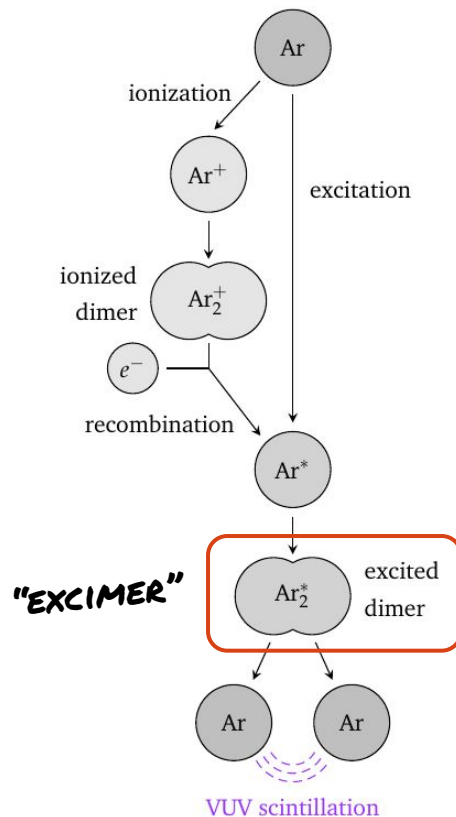 Ar
ionization
Ar⁺
excitation
ionized
dimer
Ar₂⁺
e⁻
recombination
Ar*
"EXCIMER"
Ar₂*
excited
dimer
Ar
Ar
VUV scintillation